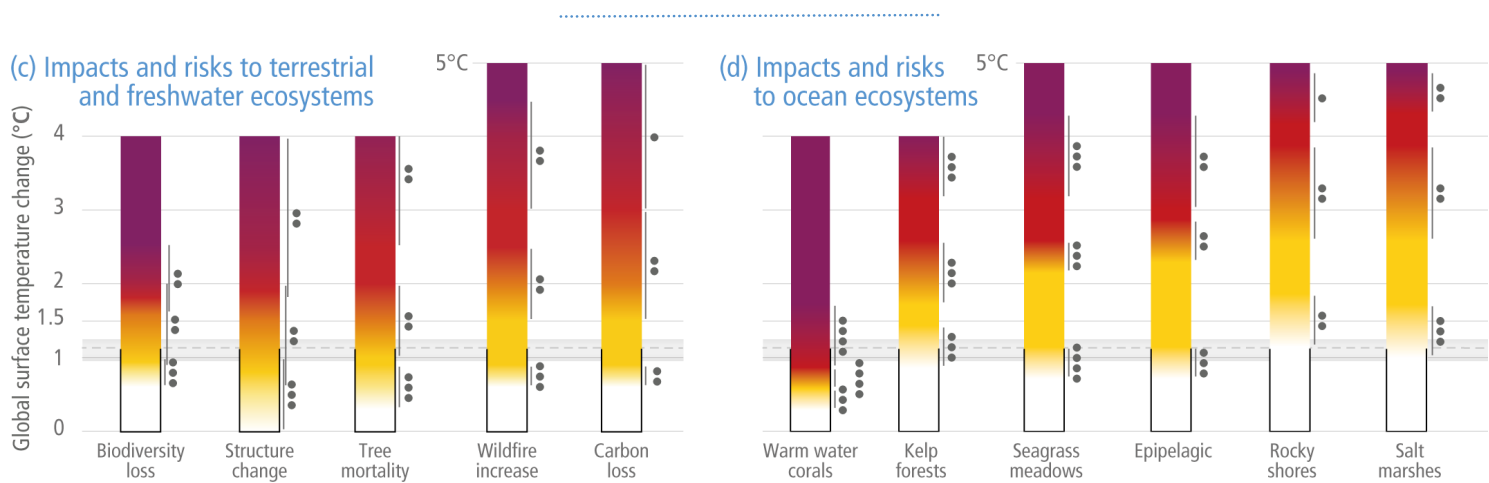 (c) Impacts and risks to terrestrial
and freshwater ecosystems
5°C
Global surface temperature change (°C)
4
3
2
1.5
1
0
Biodiversity
loss
Structure
change
Tree
mortality
Wildfire
increase
Carbon
loss
(d) Impacts and risks
to ocean ecosystems
5°C
Warm water
corals
Kelp
forests
Seagrass
meadows
Epipelagic
Rocky
shores
Salt
marshes